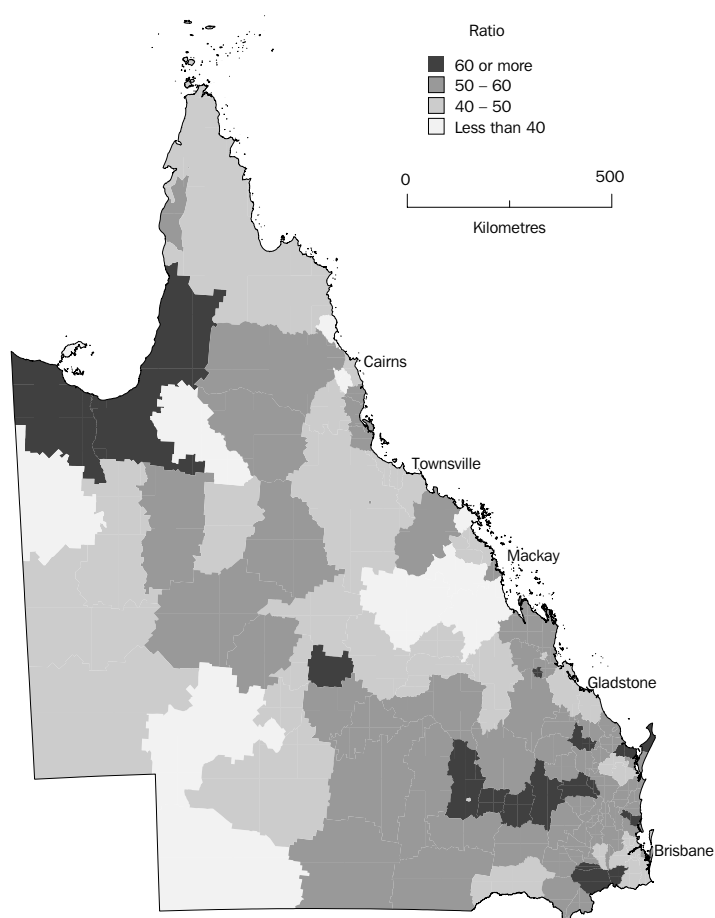 Ratio
60 or more
50 – 60
40 – 50
Less than 40
0 500
Kilometres
Cairns
Townsville
Mackay
Gladstone
Brisbane